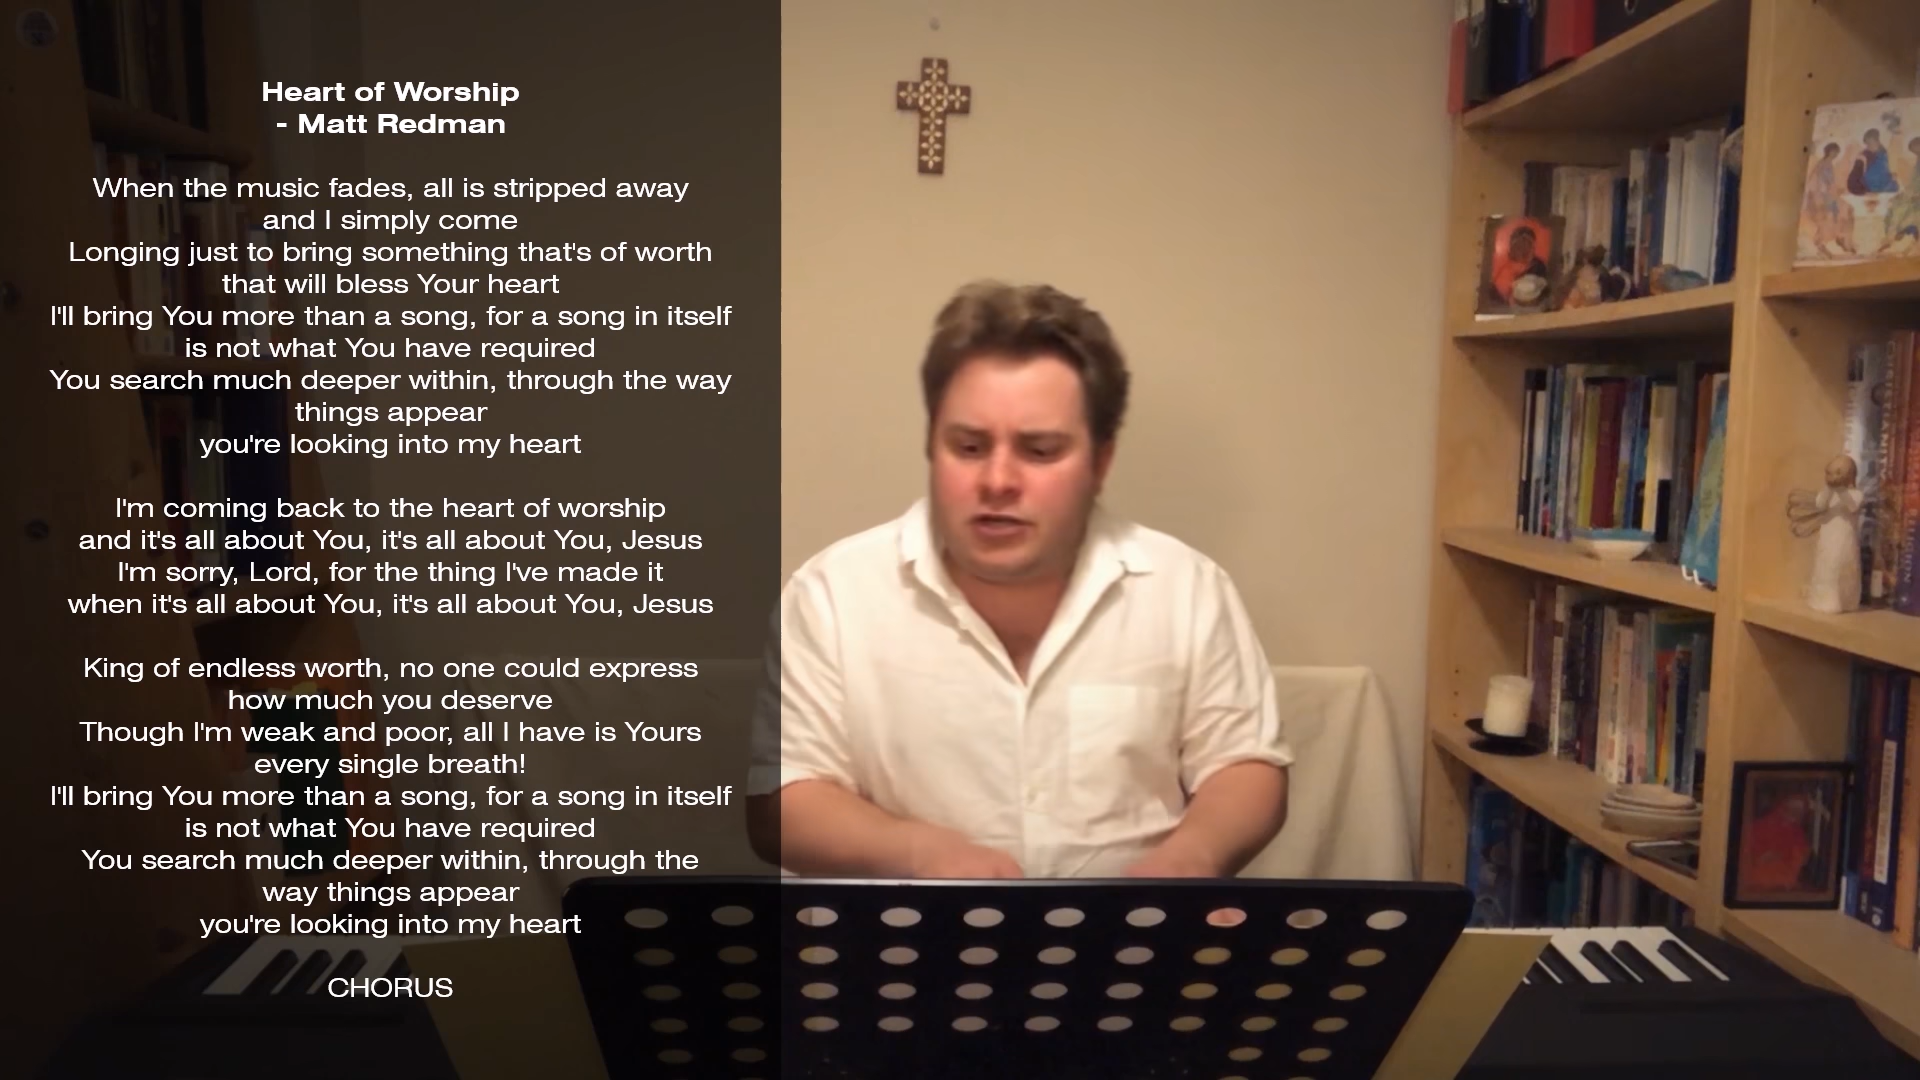 Heart of Worship
- Matt Redman
When the music fades, all is stripped away
and I simply come
Longing just to bring something that's of worth
that will bless Your heart
I'll bring You more than a song, for a song in itself
is not what You have required
You search much deeper within, through the way
things appear
you're looking into my heart
I'm coming back to the heart of worship
and it's all about You, it's all about You, Jesus
I'm sorry, Lord, for the thing I've made it
when it's all about You, it's all about You, Jesus
King of endless worth, no one could express
how much you deserve
Though I'm weak and poor, all I have is Yours
every single breath!
I'll bring You more than a song, for a song in itself
is not what You have required
You search much deeper within, through the
way things appear
you're looking into my heart
CHORUS